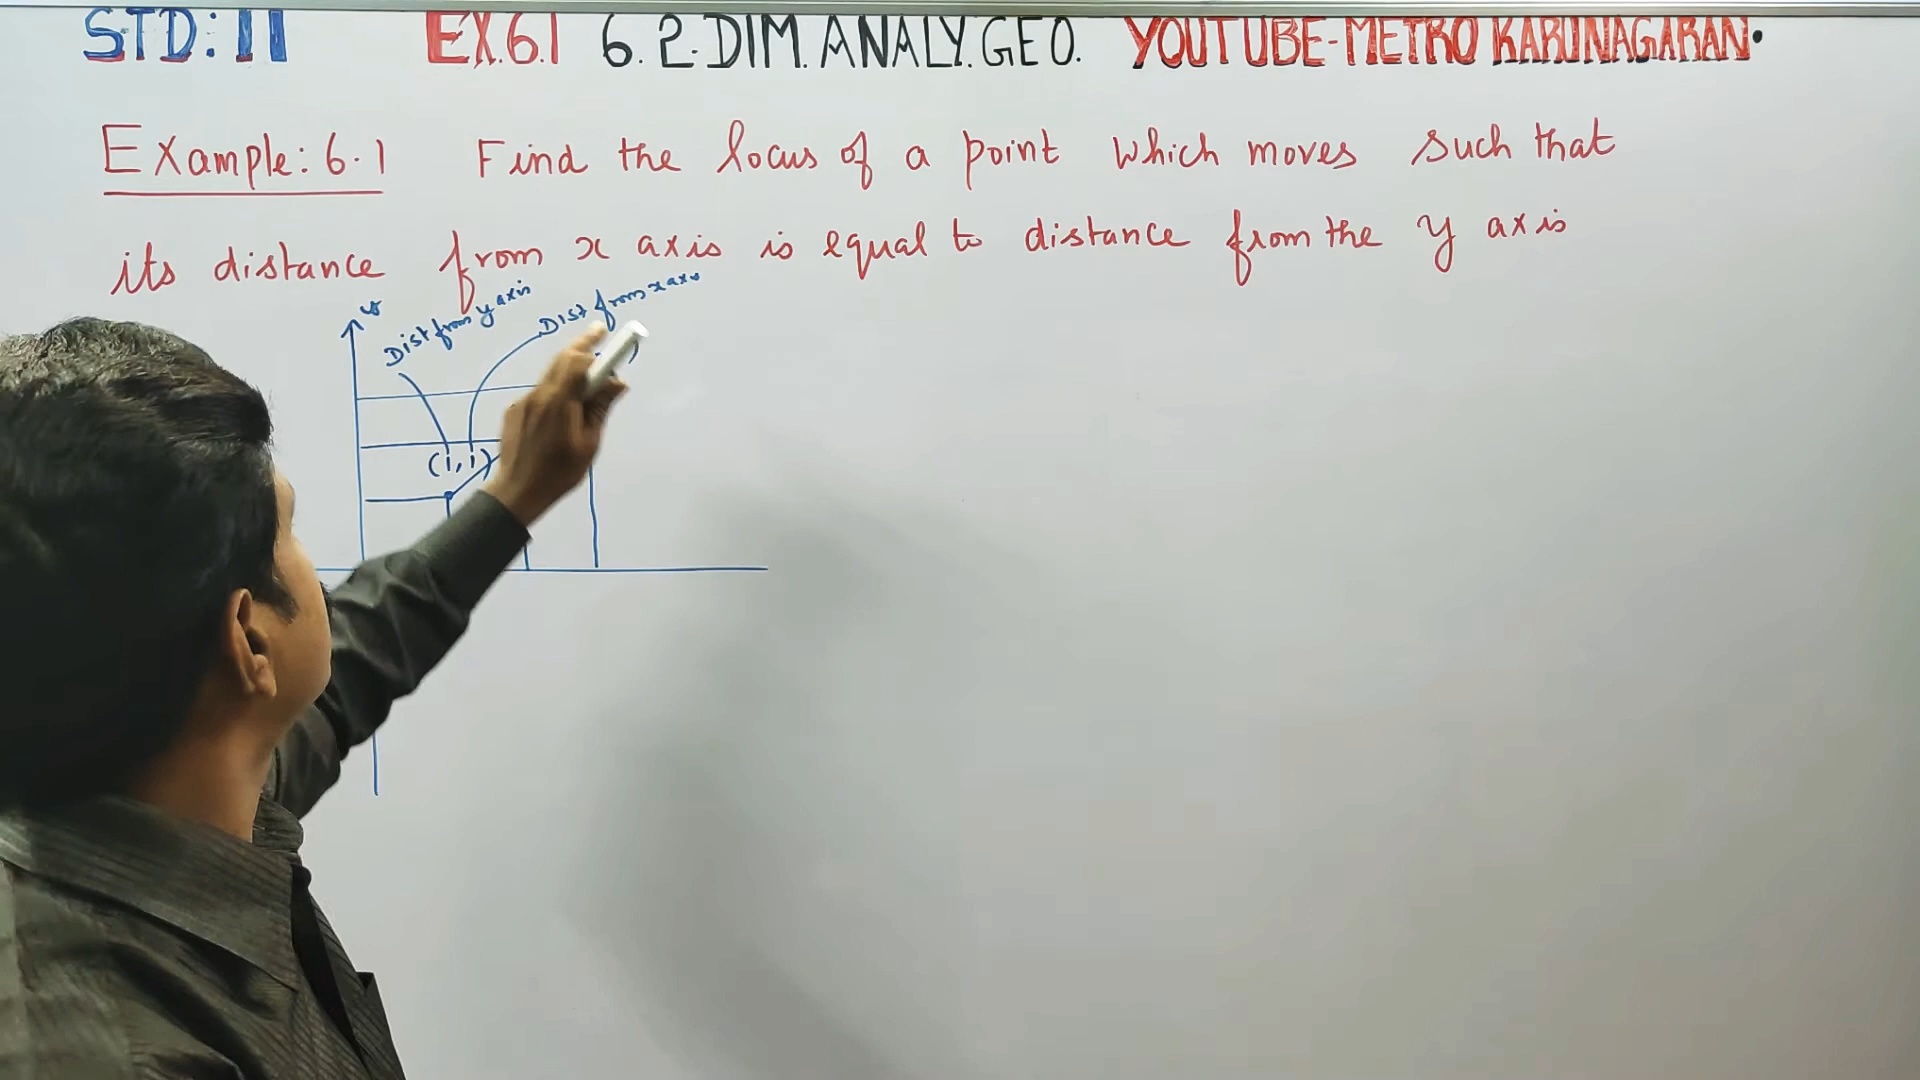 STD: 11 EX.6.1 6. 2-DIM. ANALY. GEO. YOUTUBE-METRO KARUNAGARAN.
Example: 6.1 Find the locus of a point which moves such that
its distance from x axis is equal to distance from the y axis
y
Dist from y axis
Dist from x axis
(1,1)